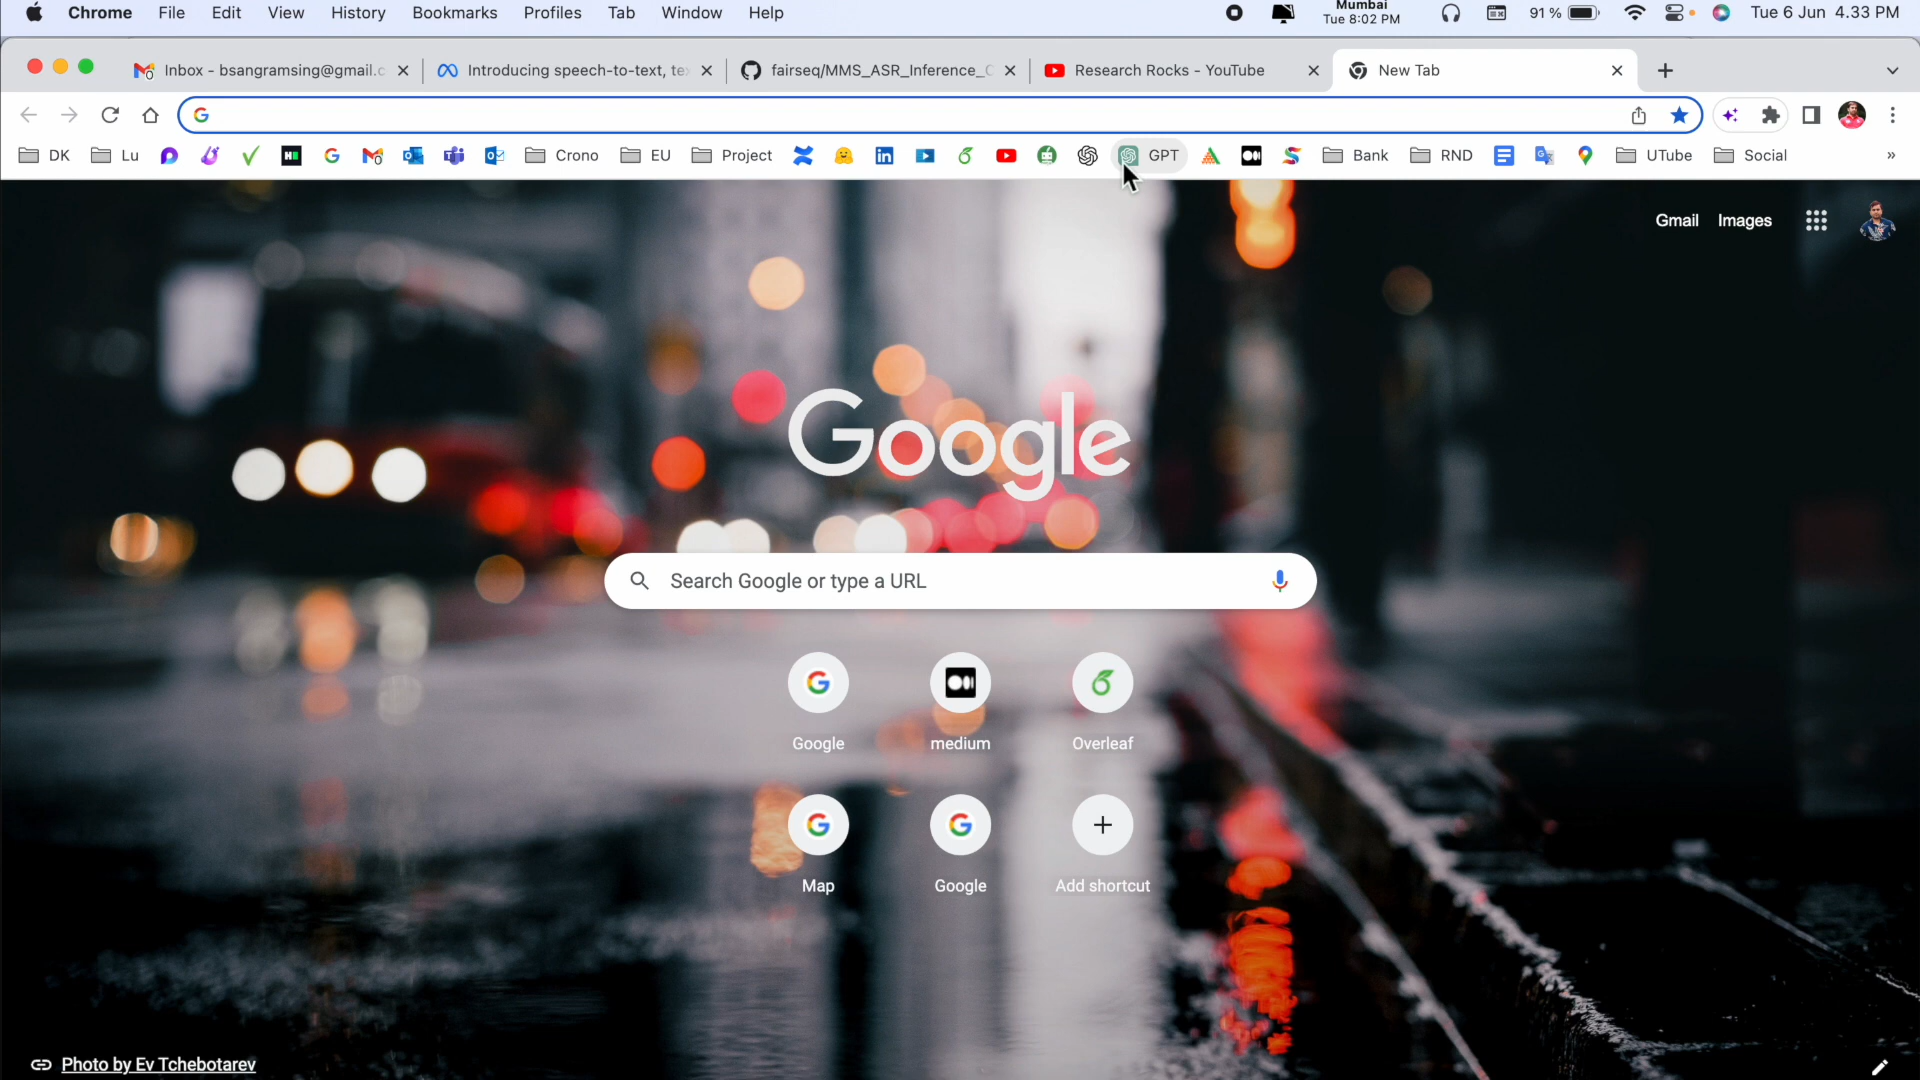 Chrome File Edit View History Bookmarks Profiles Tab Window Help
Mumbai
Tue 8:02 PM
91 %
Tue 6 Jun 4.33 PM
Inbox - bsangramsing@gmail.c
Introducing speech-to-text, te
fairseq/MMS_ASR_Inference_C
Research Rocks - YouTube
New Tab
DK Lu Crono EU Project GPT Bank RND UTube Social »
Gmail Images
Google
Search Google or type a URL
Google medium Overleaf
Map Google Add shortcut
Photo by Ev Tchebotarev